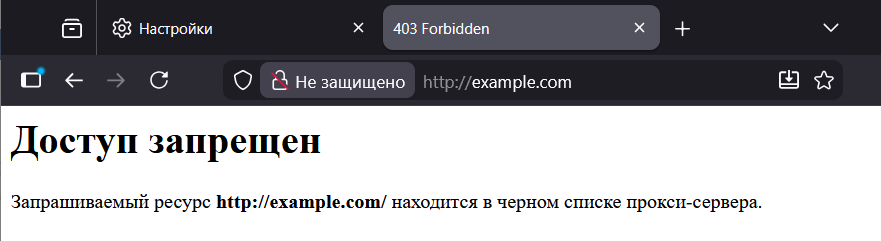 Настройки
403 Forbidden
Не защищено
http://example.com
Доступ запрещен
Запрашиваемый ресурс http://example.com/ находится в черном списке прокси-сервера.